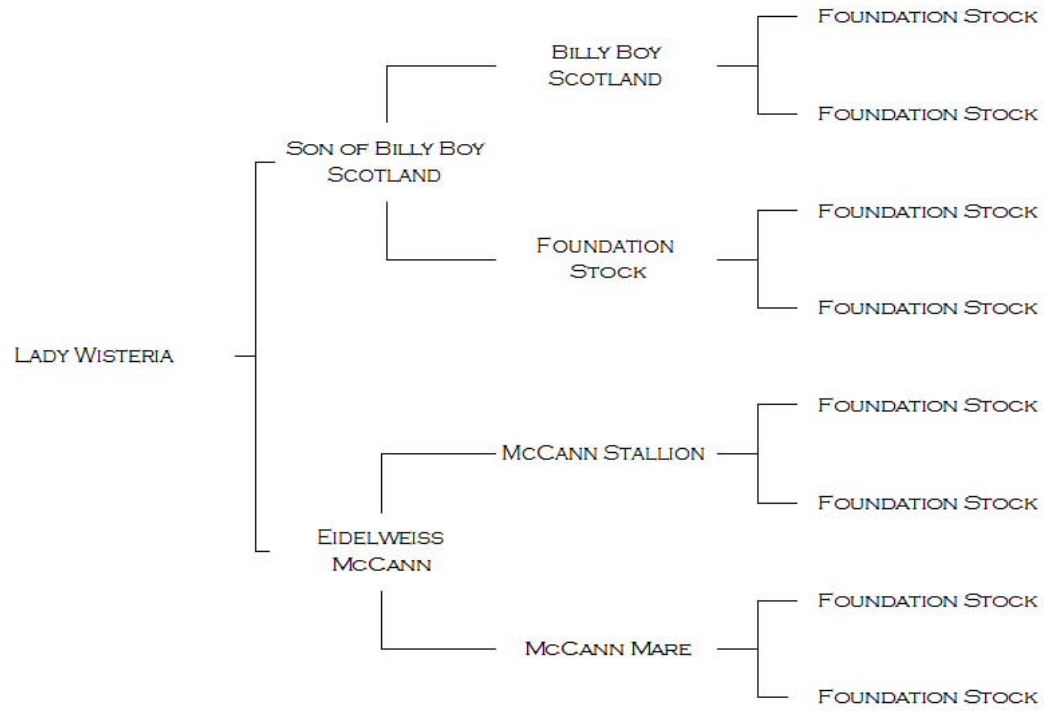 Foundation Stock
Billy Boy
Scotland
Foundation Stock
Son of Billy Boy
Scotland
Foundation Stock
Foundation
Stock
Foundation Stock
Lady Wisteria
Foundation Stock
McCann Stallion
Foundation Stock
Eidelweiss
McCann
Foundation Stock
McCann Mare
Foundation Stock